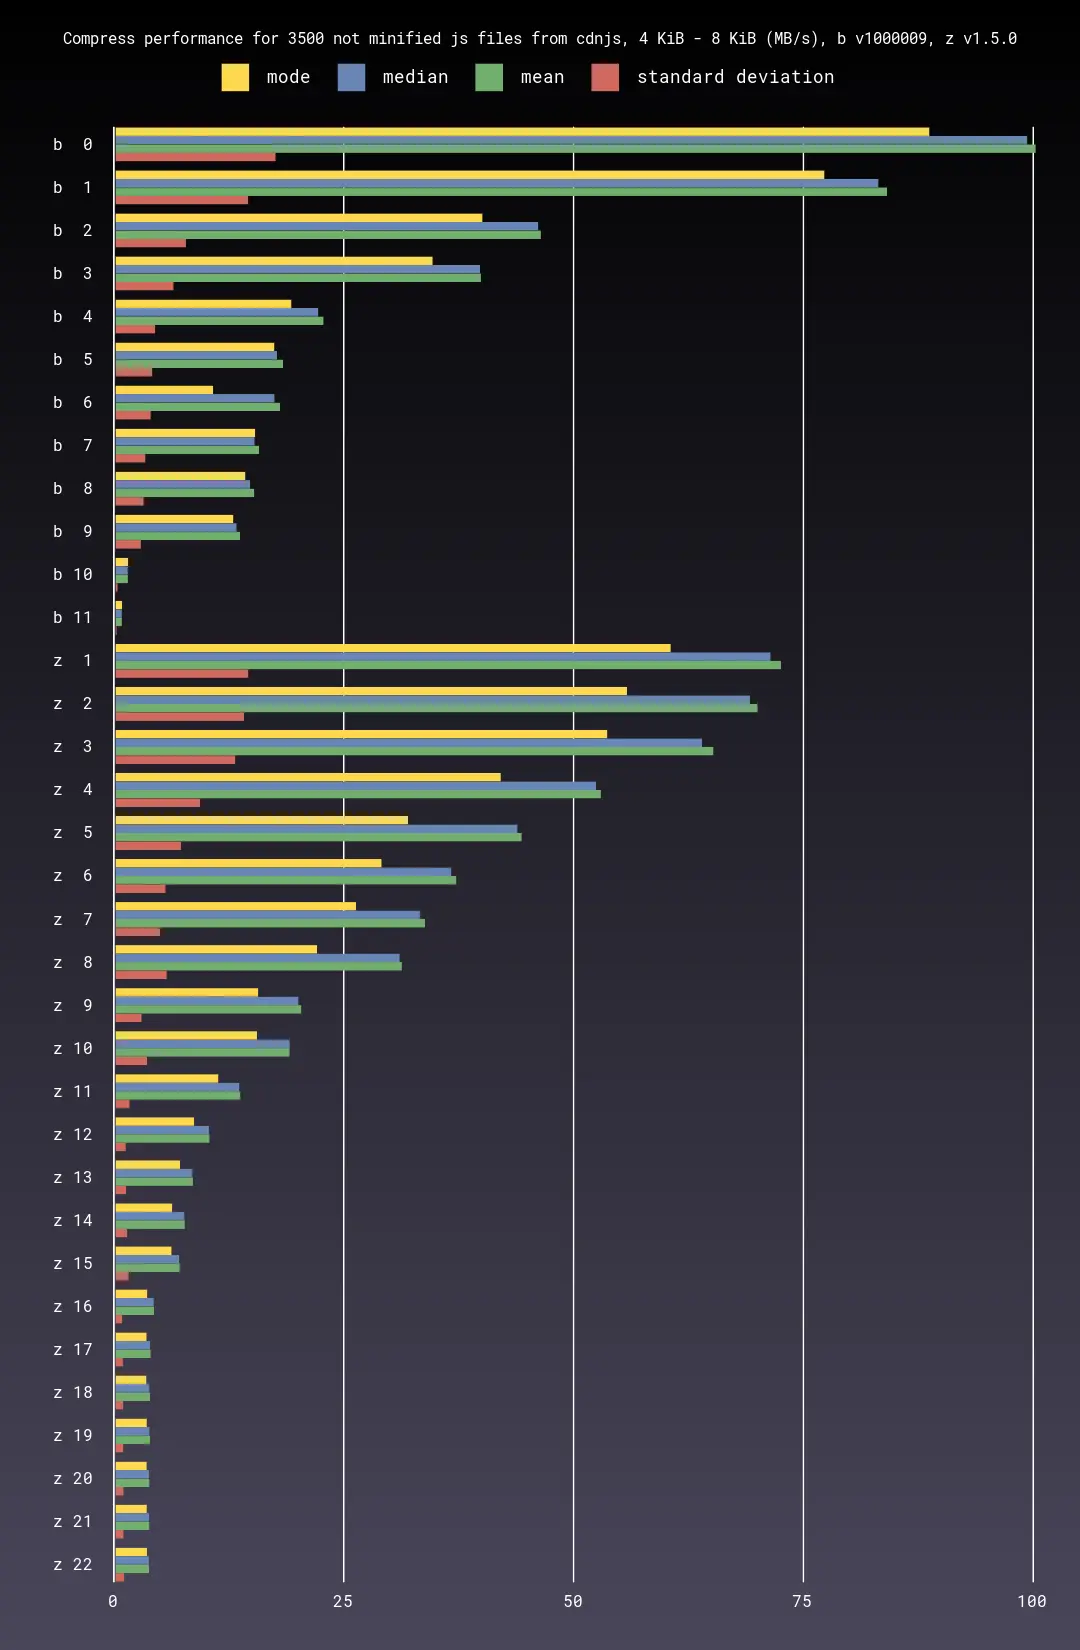 Compress performance for 3500 not minified js files from cdnjs, 4 KiB - 8 KiB (MB/s), b v1000009, z v1.5.0
mode median mean standard deviation
b 0
b 1
b 2
b 3
b 4
b 5
b 6
b 7
b 8
b 9
b 10
b 11
z 1
z 2
z 3
z 4
z 5
z 6
z 7
z 8
z 9
z 10
z 11
z 12
z 13
z 14
z 15
z 16
z 17
z 18
z 19
z 20
z 21
z 22
0 25 50 75 100